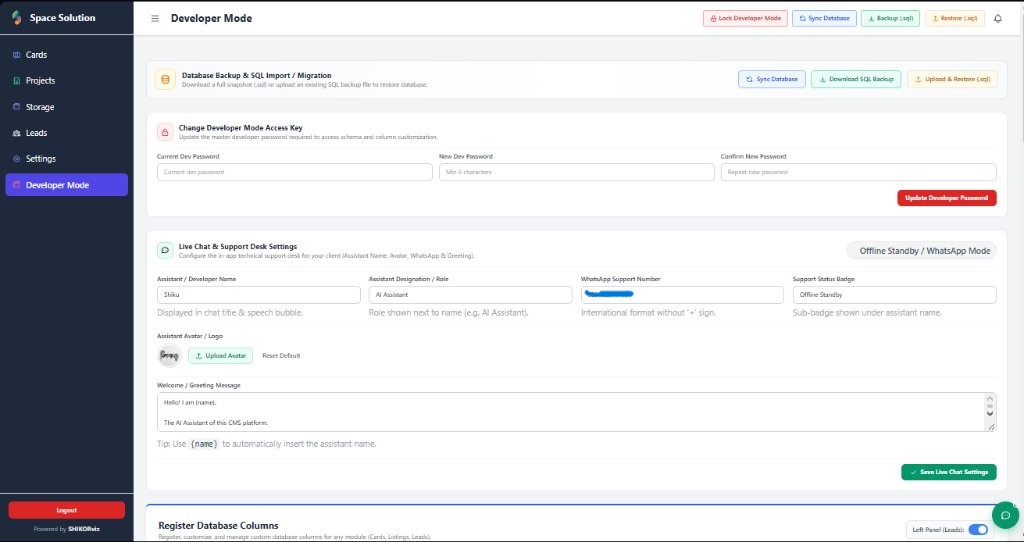 Space Solution
Developer Mode
Lock Developer Mode
Sync Database
Backup (.sql)
Restore (.sql)
Cards
Projects
Storage
Leads
Settings
Developer Mode
Database Backup & SQL Import / Migration
Download a full snapshot (.sql) or upload an existing SQL backup file to restore database.
Sync Database
Download SQL Backup
Upload & Restore (.sql)
Change Developer Mode Access Key
Update the master developer password required to access schema and column customization.
Current Dev Password
New Dev Password
Confirm New Password
Current dev password
Min 6 characters
Repeat new password
Update Developer Password
Live Chat & Support Desk Settings
Configure the in-app technical support desk for your client (Assistant Name, Avatar, WhatsApp & Greeting).
Offline Standby / WhatsApp Mode
Assistant / Developer Name
Assistant Designation / Role
WhatsApp Support Number
Support Status Badge
Shiku
AI Assistant
Offline Standby
Displayed in chat title & speech bubble.
Role shown next to name (e.g. AI Assistant).
International format without '+' sign.
Sub-badge shown under assistant name.
Assistant Avatar / Logo
Upload Avatar
Reset Default
Welcome / Greeting Message
Hello! I am {name}.
The AI Assistant of this CMS platform.
Tip: Use {name} to automatically insert the assistant name.
Save Live Chat Settings
Logout
Powered by SHIKORviz
Register Database Columns
Register, customize, and manage custom database columns for any module (Cards, Listings, Leads).
Left Panel (Leads):